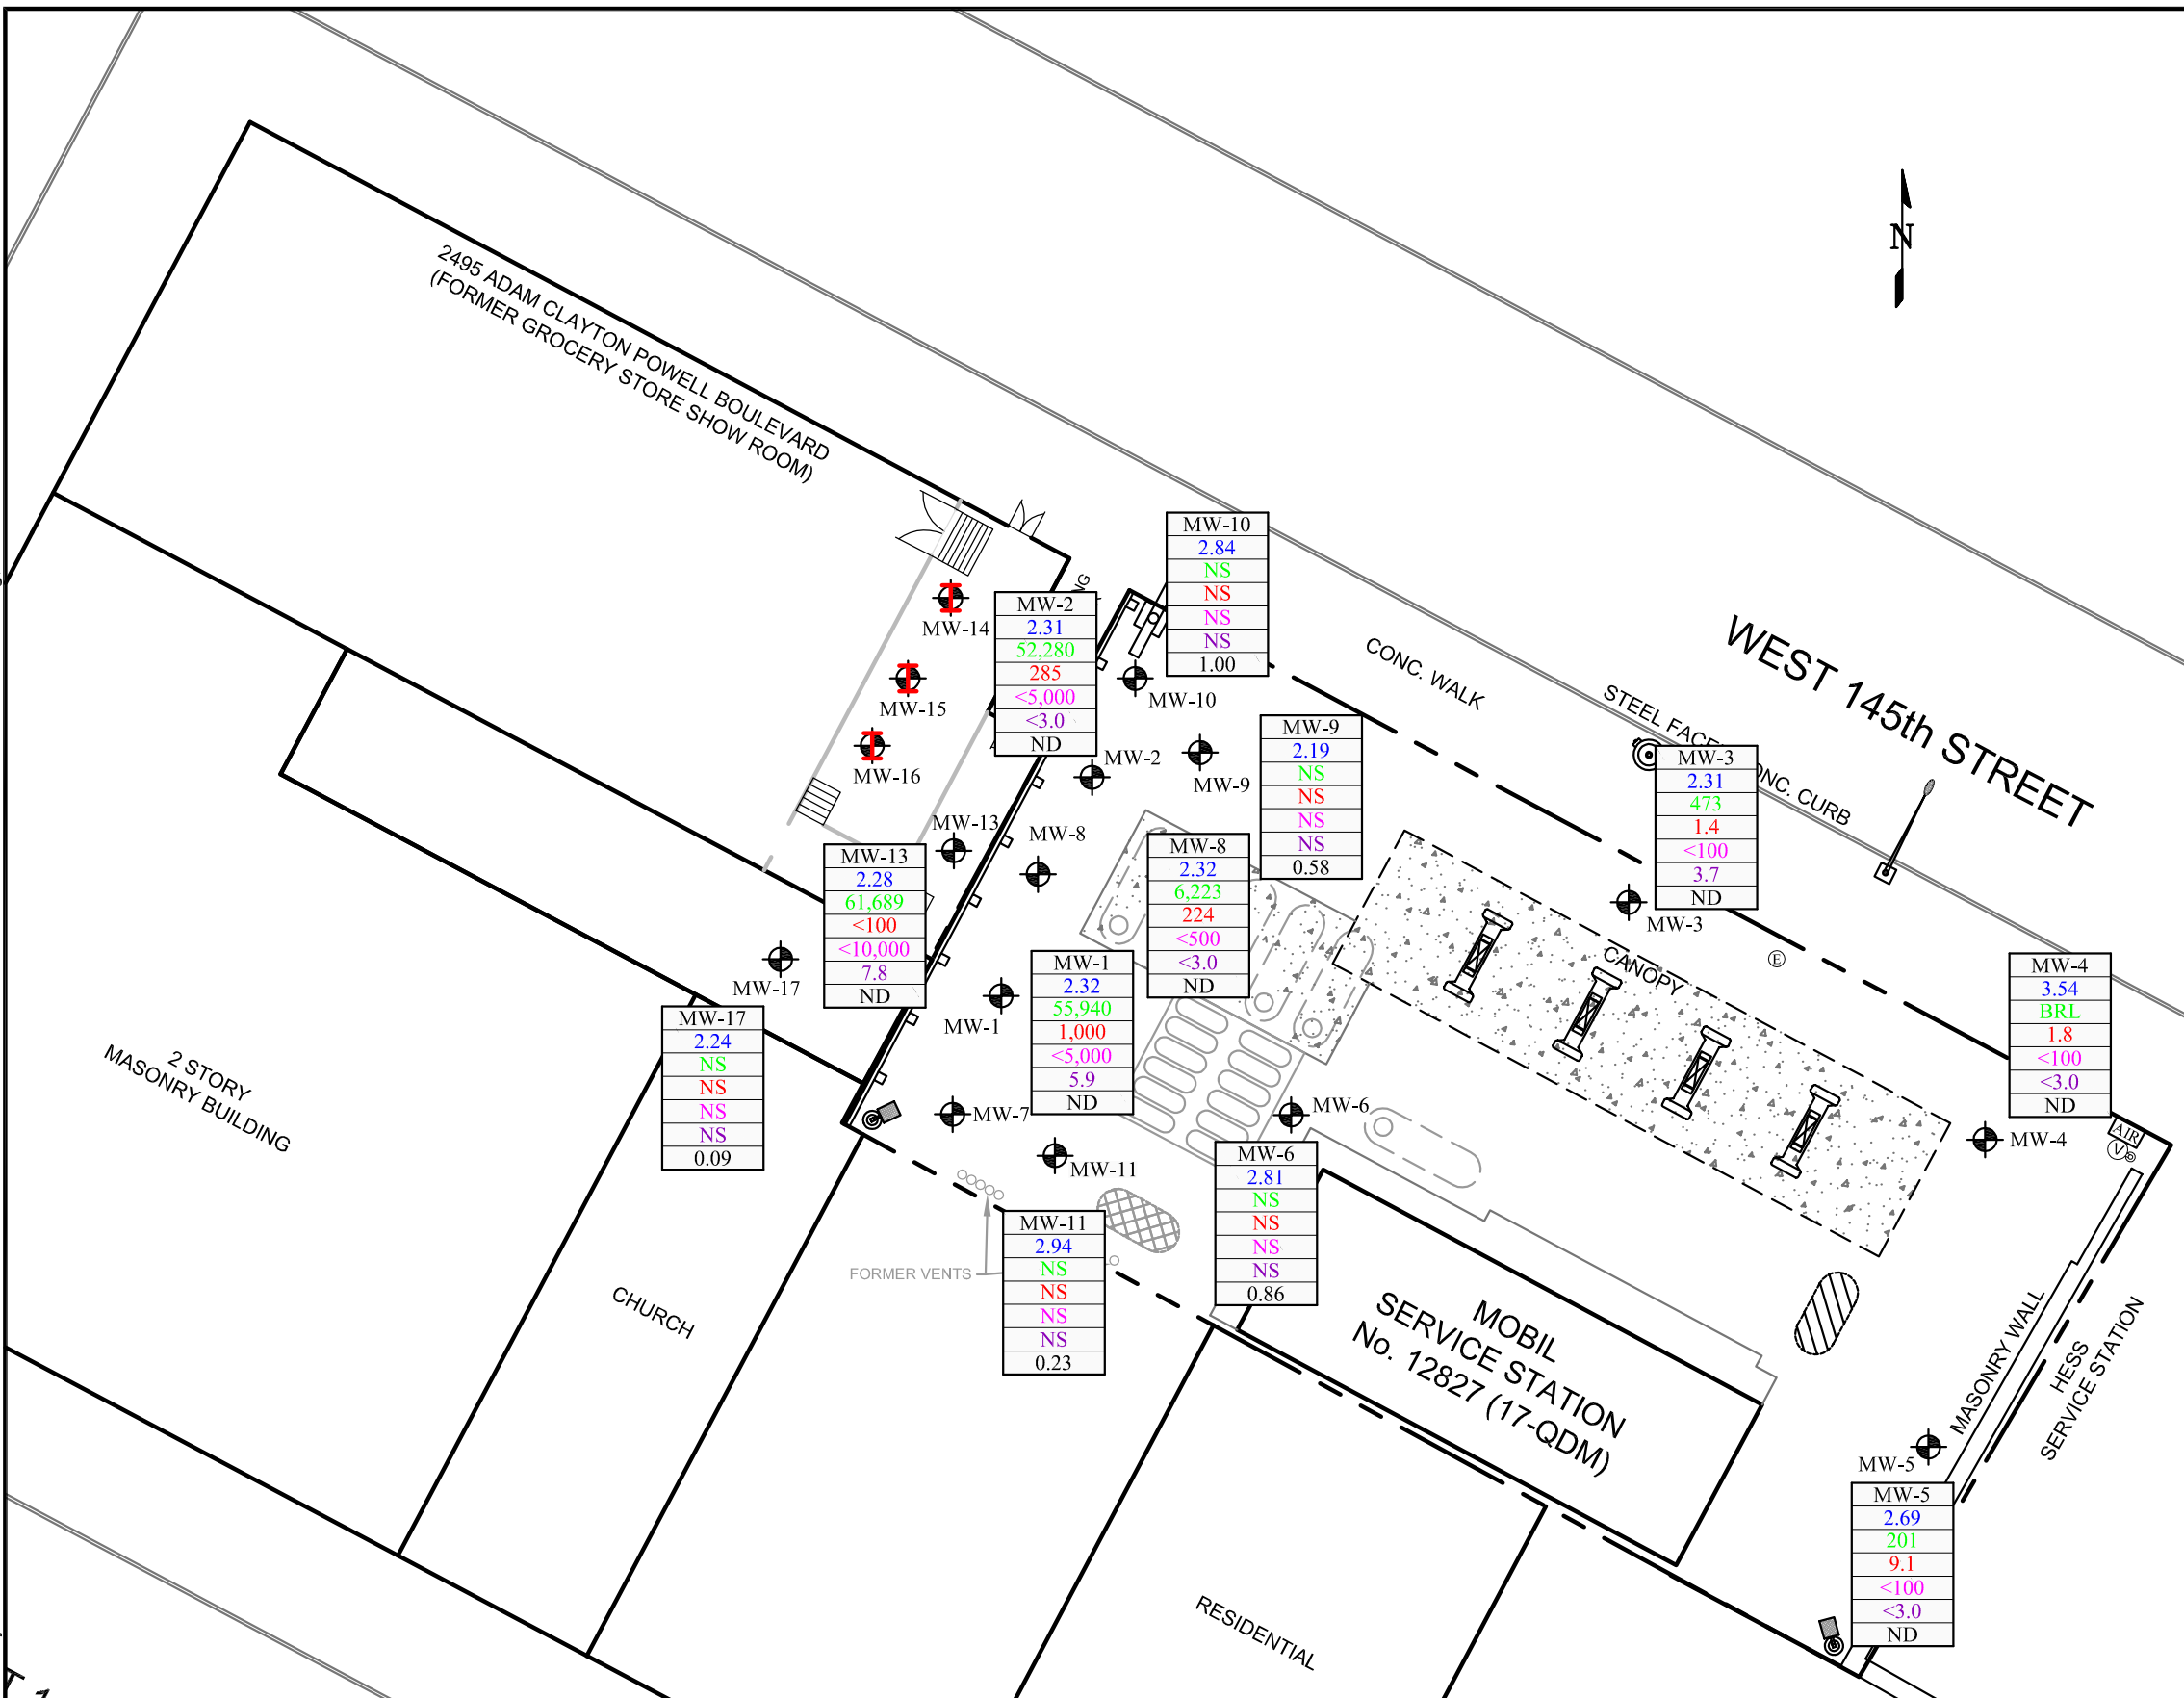 2495 ADAM CLAYTON POWELL BOULEVARD
(FORMER GROCERY STORE SHOW ROOM)
N
WEST 145th STREET
CONC. WALK
STEEL FACE
ONC. CURB
MW-10
2.84
NS
NS
NS
NS
1.00
MW-14
MW-2
2.31
52,280
285
<5,000
<3.0
ND
NG
MW-15
MW-10
MW-16
MW-2
MW-9
MW-9
2.19
NS
NS
NS
NS
0.58
MW-3
2.31
473
1.4
<100
3.7
ND
MW-3
MW-13
MW-8
MW-13
2.28
61,689
<100
<10,000
7.8
ND
MW-8
2.32
6,223
224
<500
<3.0
ND
CANOPY
E
MW-17
MW-17
2.24
NS
NS
NS
NS
0.09
MW-1
MW-1
2.32
55,940
1,000
<5,000
5.9
ND
MW-4
3.54
BRL
1.8
<100
<3.0
ND
MW-4
AIR
V
2 STORY
MASONRY BUILDING
MW-7
MW-6
MW-11
MW-6
2.81
NS
NS
NS
NS
0.86
MW-11
2.94
NS
NS
NS
NS
0.23
FORMER VENTS
CHURCH
MOBIL
SERVICE STATION
No. 12827 (17-QDM)
MASONRY WALL
HESS
SERVICE STATION
MW-5
MW-5
2.69
201
9.1
<100
<3.0
ND
RESIDENTIAL